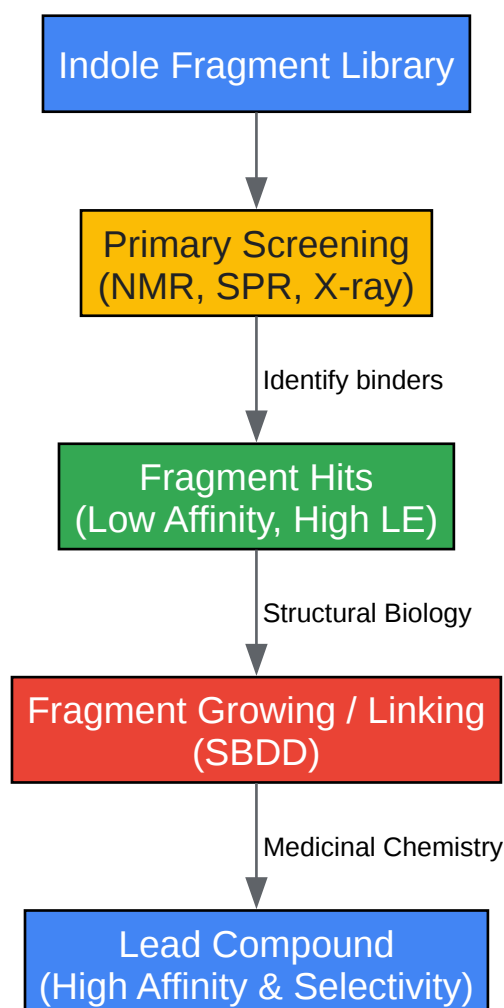 Indole Fragment Library
Primary Screening
(NMR, SPR, X-ray)
Identify binders
Fragment Hits
(Low Affinity, High LE)
Structural Biology
Fragment Growing / Linking
(SBDD)
Medicinal Chemistry
Lead Compound
(High Affinity & Selectivity)